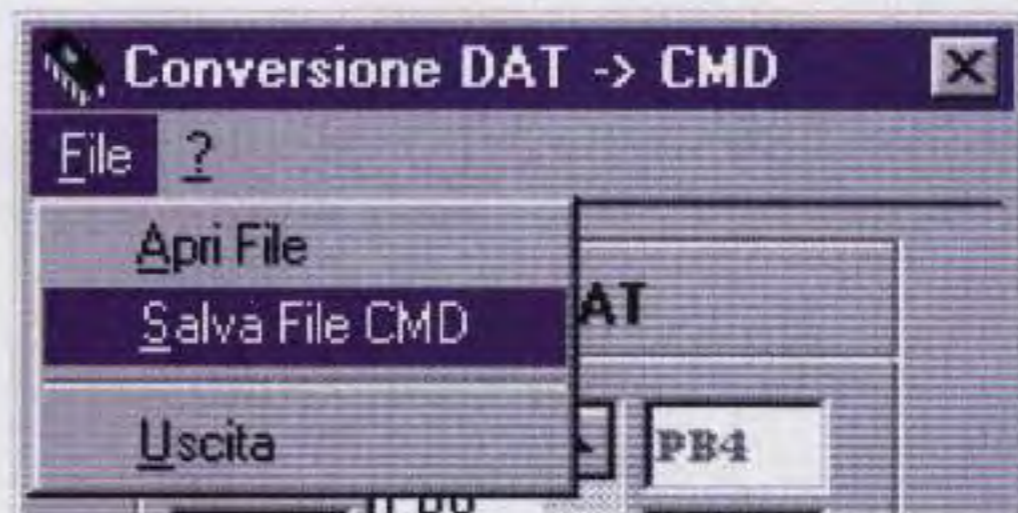 Conversione DAT -> CMD
File ?
Apri File
Salva File CMD
AT
Uscita
PB4